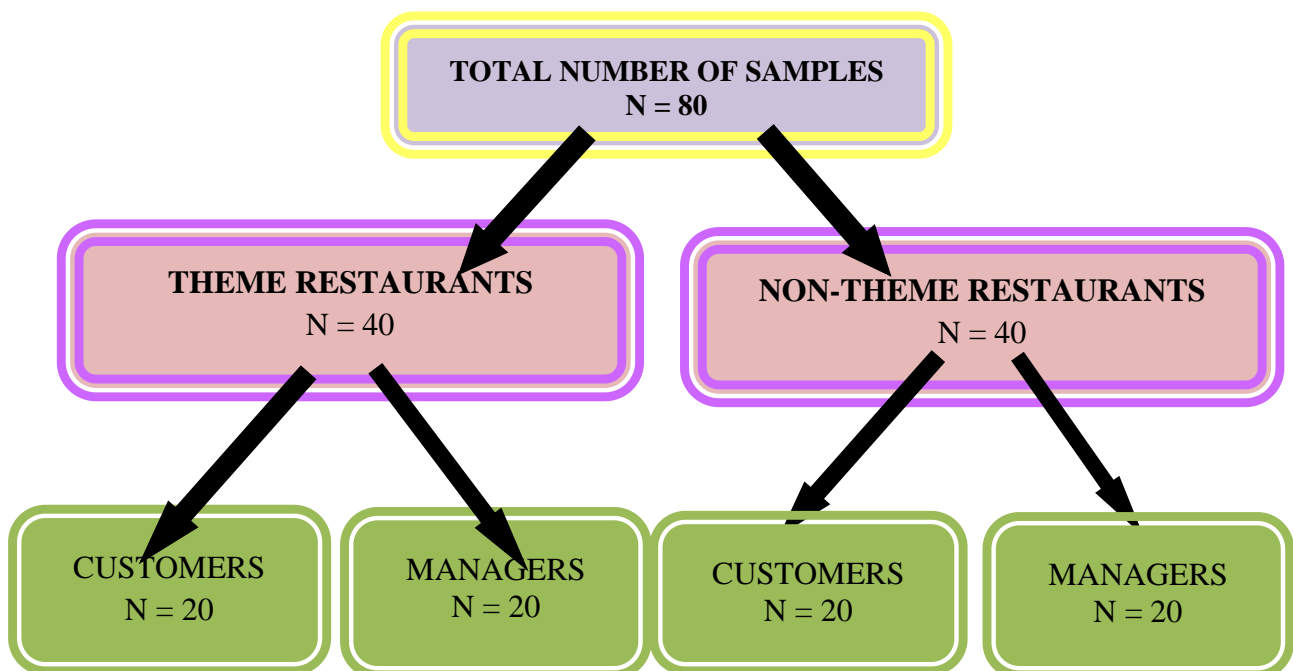 TOTAL NUMBER OF SAMPLES
N = 80
THEME RESTAURANTS
N = 40
NON-THEME RESTAURANTS
N = 40
CUSTOMERS
N = 20
MANAGERS
N = 20
CUSTOMERS
N = 20
MANAGERS
N = 20